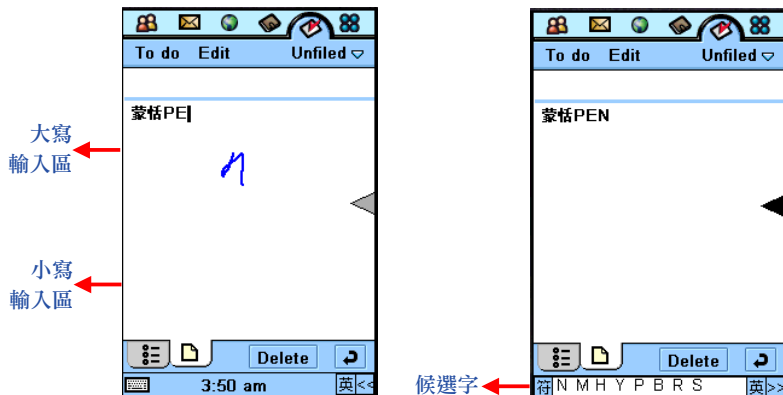 To do Edit Unfiled
蒙恬PE
大寫
輸入區
n
小寫
輸入區
Delete
3:50 am
英<<
To do Edit Unfiled
蒙恬PEN
Delete
候選字
符 N M H Y P B R S 英>>